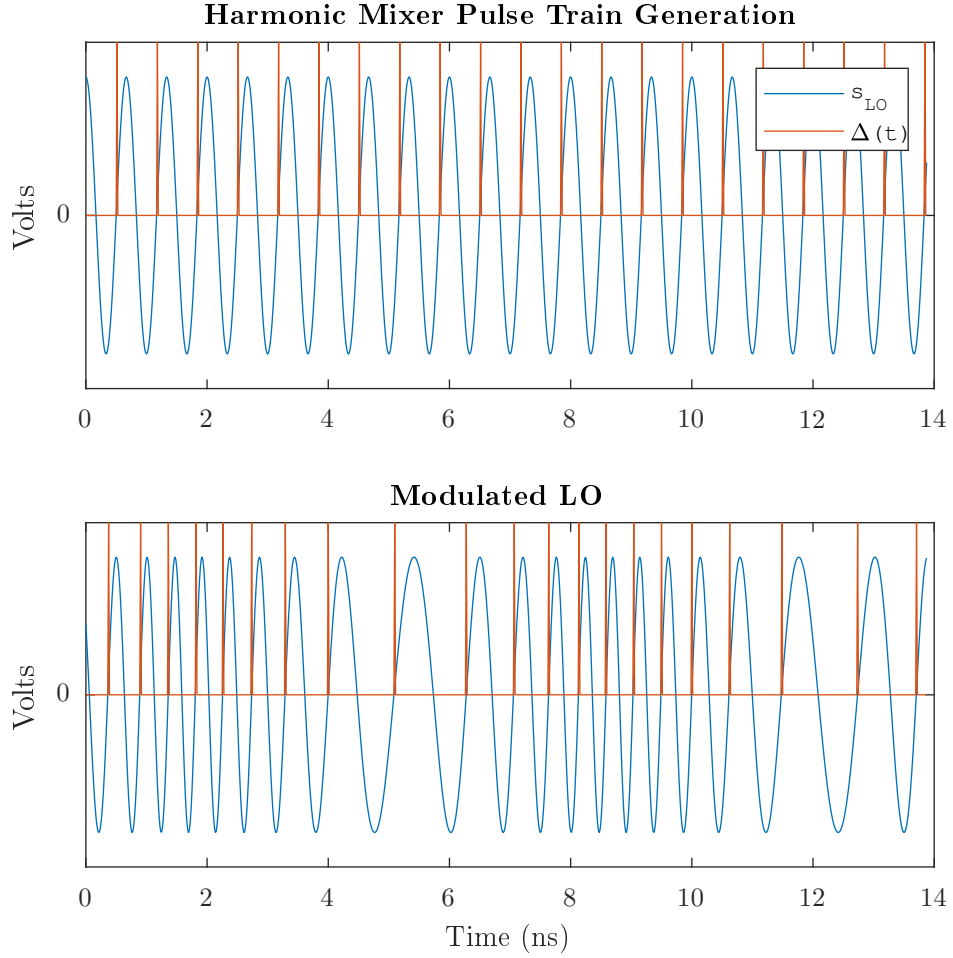 Harmonic Mixer Pulse Train Generation
s_LO
Δ(t)
Volts
0
0 2 4 6 8 10 12 14
Modulated LO
Volts
0
0 2 4 6 8 10 12 14
Time (ns)